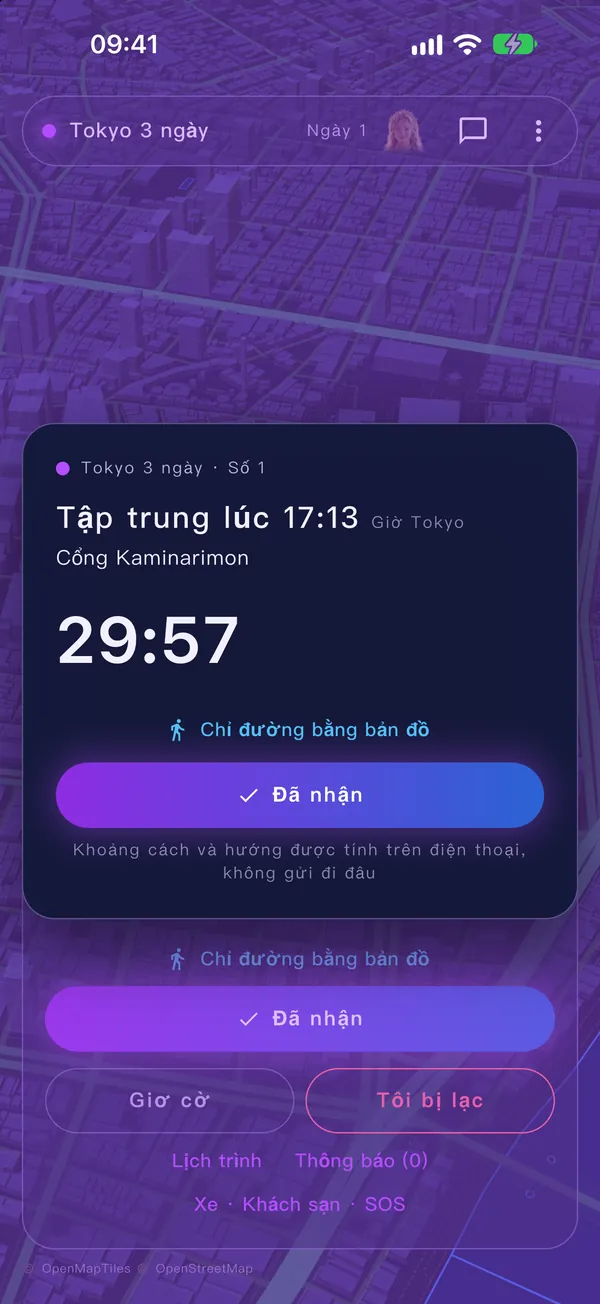 09:41
Tokyo 3 ngày
Ngày 1
Tokyo 3 ngày · Số 1
Tập trung lúc 17:13 Giờ Tokyo
Cổng Kaminarimon
29:57
Chỉ đường bằng bản đồ
Đã nhận
Khoảng cách và hướng được tính trên điện thoại,
không gửi đi đâu
Chỉ đường bằng bản đồ
Đã nhận
Giơ cờ
Tôi bị lạc
Lịch trình
Thông báo (0)
Xe · Khách sạn · SOS
© OpenMapTiles © OpenStreetMap